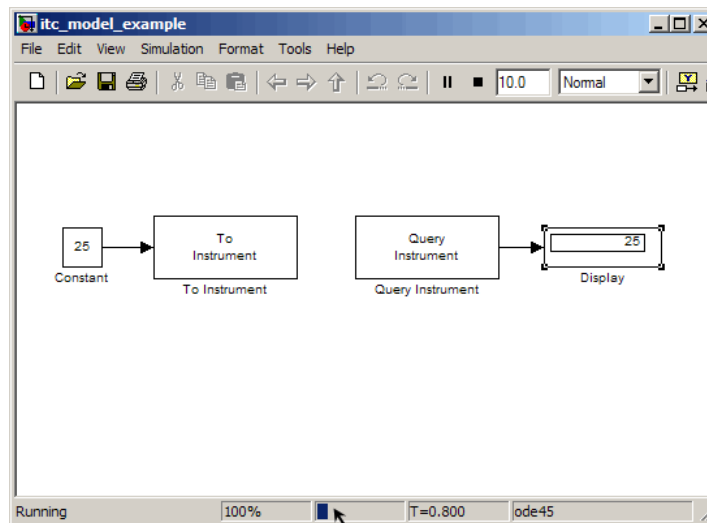 itc_model_example
File Edit View Simulation Format Tools Help
10.0 Normal
25
Constant
To
Instrument
To Instrument
Query
Instrument
Query Instrument
25
Display
Running 100% T=0.800 ode45